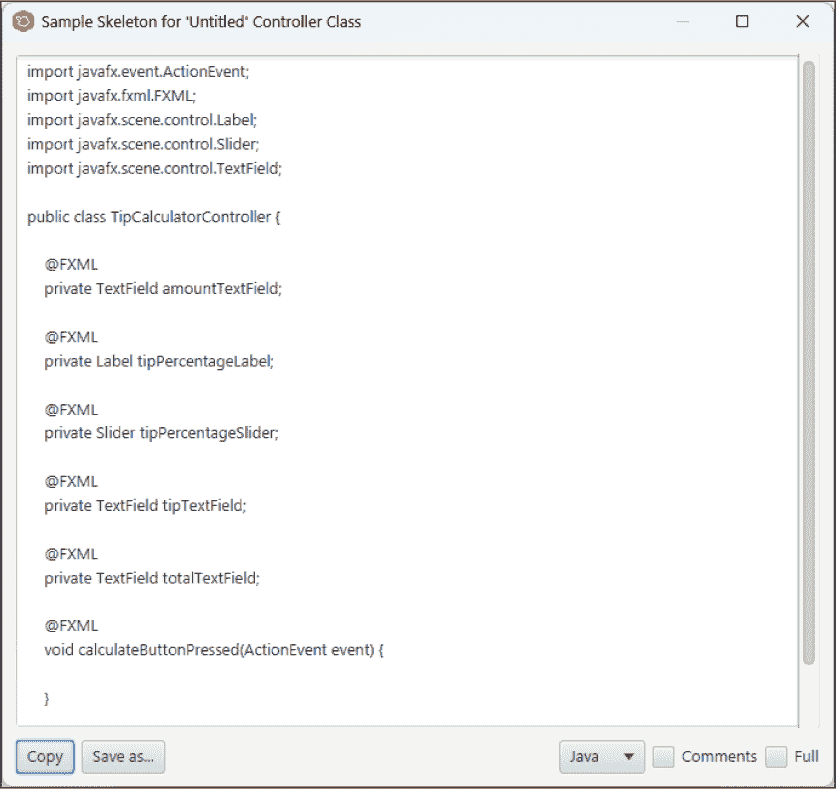 Sample Skeleton for 'Untitled' Controller Class
import javafx.event.ActionEvent;
import javafx.fxml.FXML;
import javafx.scene.control.Label;
import javafx.scene.control.Slider;
import javafx.scene.control.TextField;
public class TipCalculatorController {
@FXML
private TextField amountTextField;
@FXML
private Label tipPercentageLabel;
@FXML
private Slider tipPercentageSlider;
@FXML
private TextField tipTextField;
@FXML
private TextField totalTextField;
@FXML
void calculateButtonPressed(ActionEvent event) {
}
Copy Save as... Java Comments Full